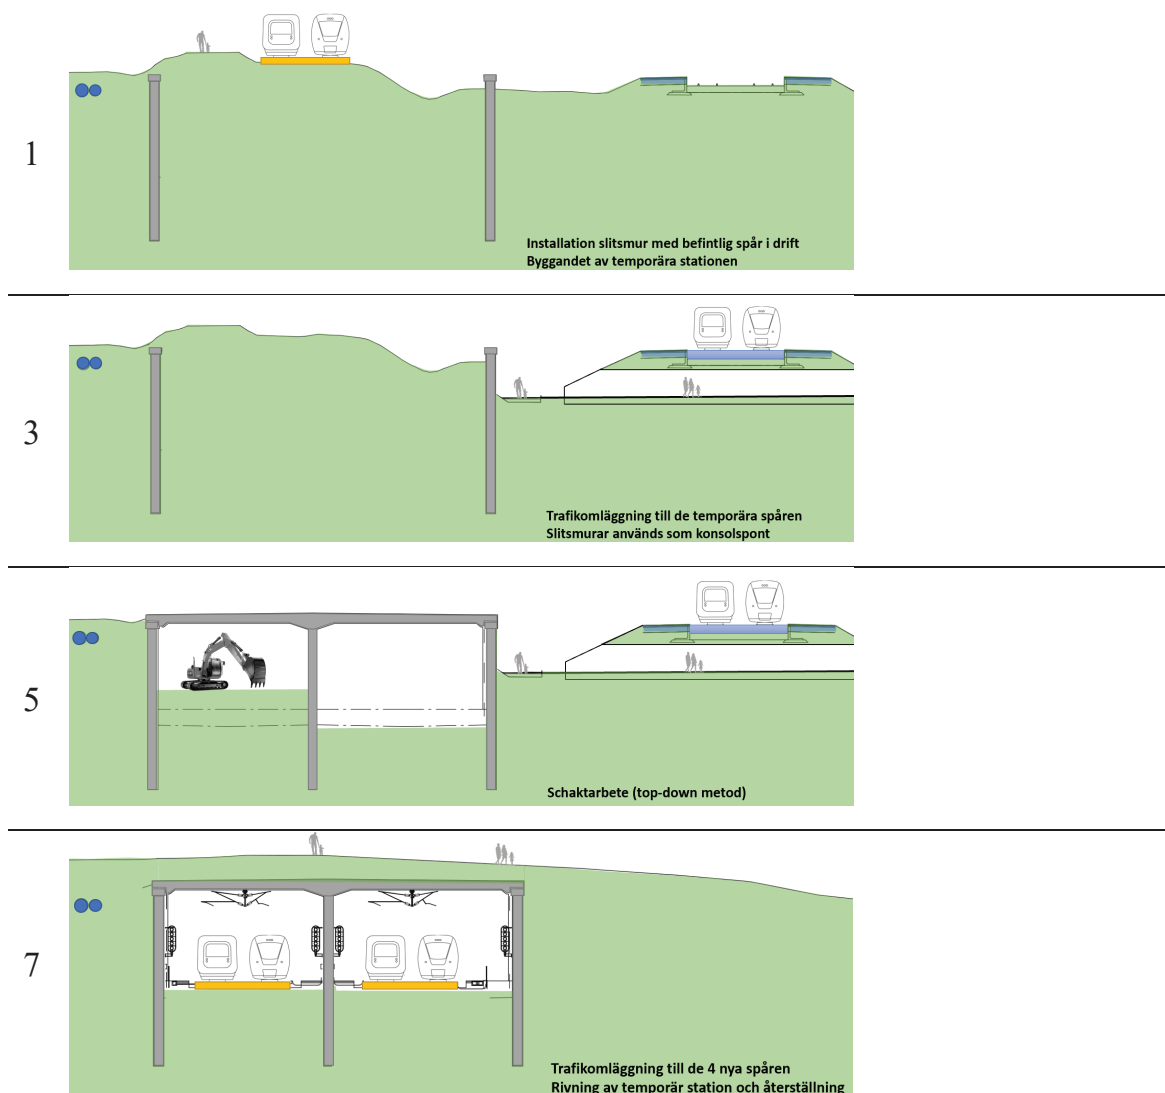 1
Installation slitsmur med befintlig spår i drift
Byggandet av temporära stationen
3
Trafikomläggning till de temporära spåren
Slitsmurar används som konsolspont
5
Schaktarbete (top-down metod)
7
Trafikomläggning till de 4 nya spåren
Rivning av temporär station och återställning